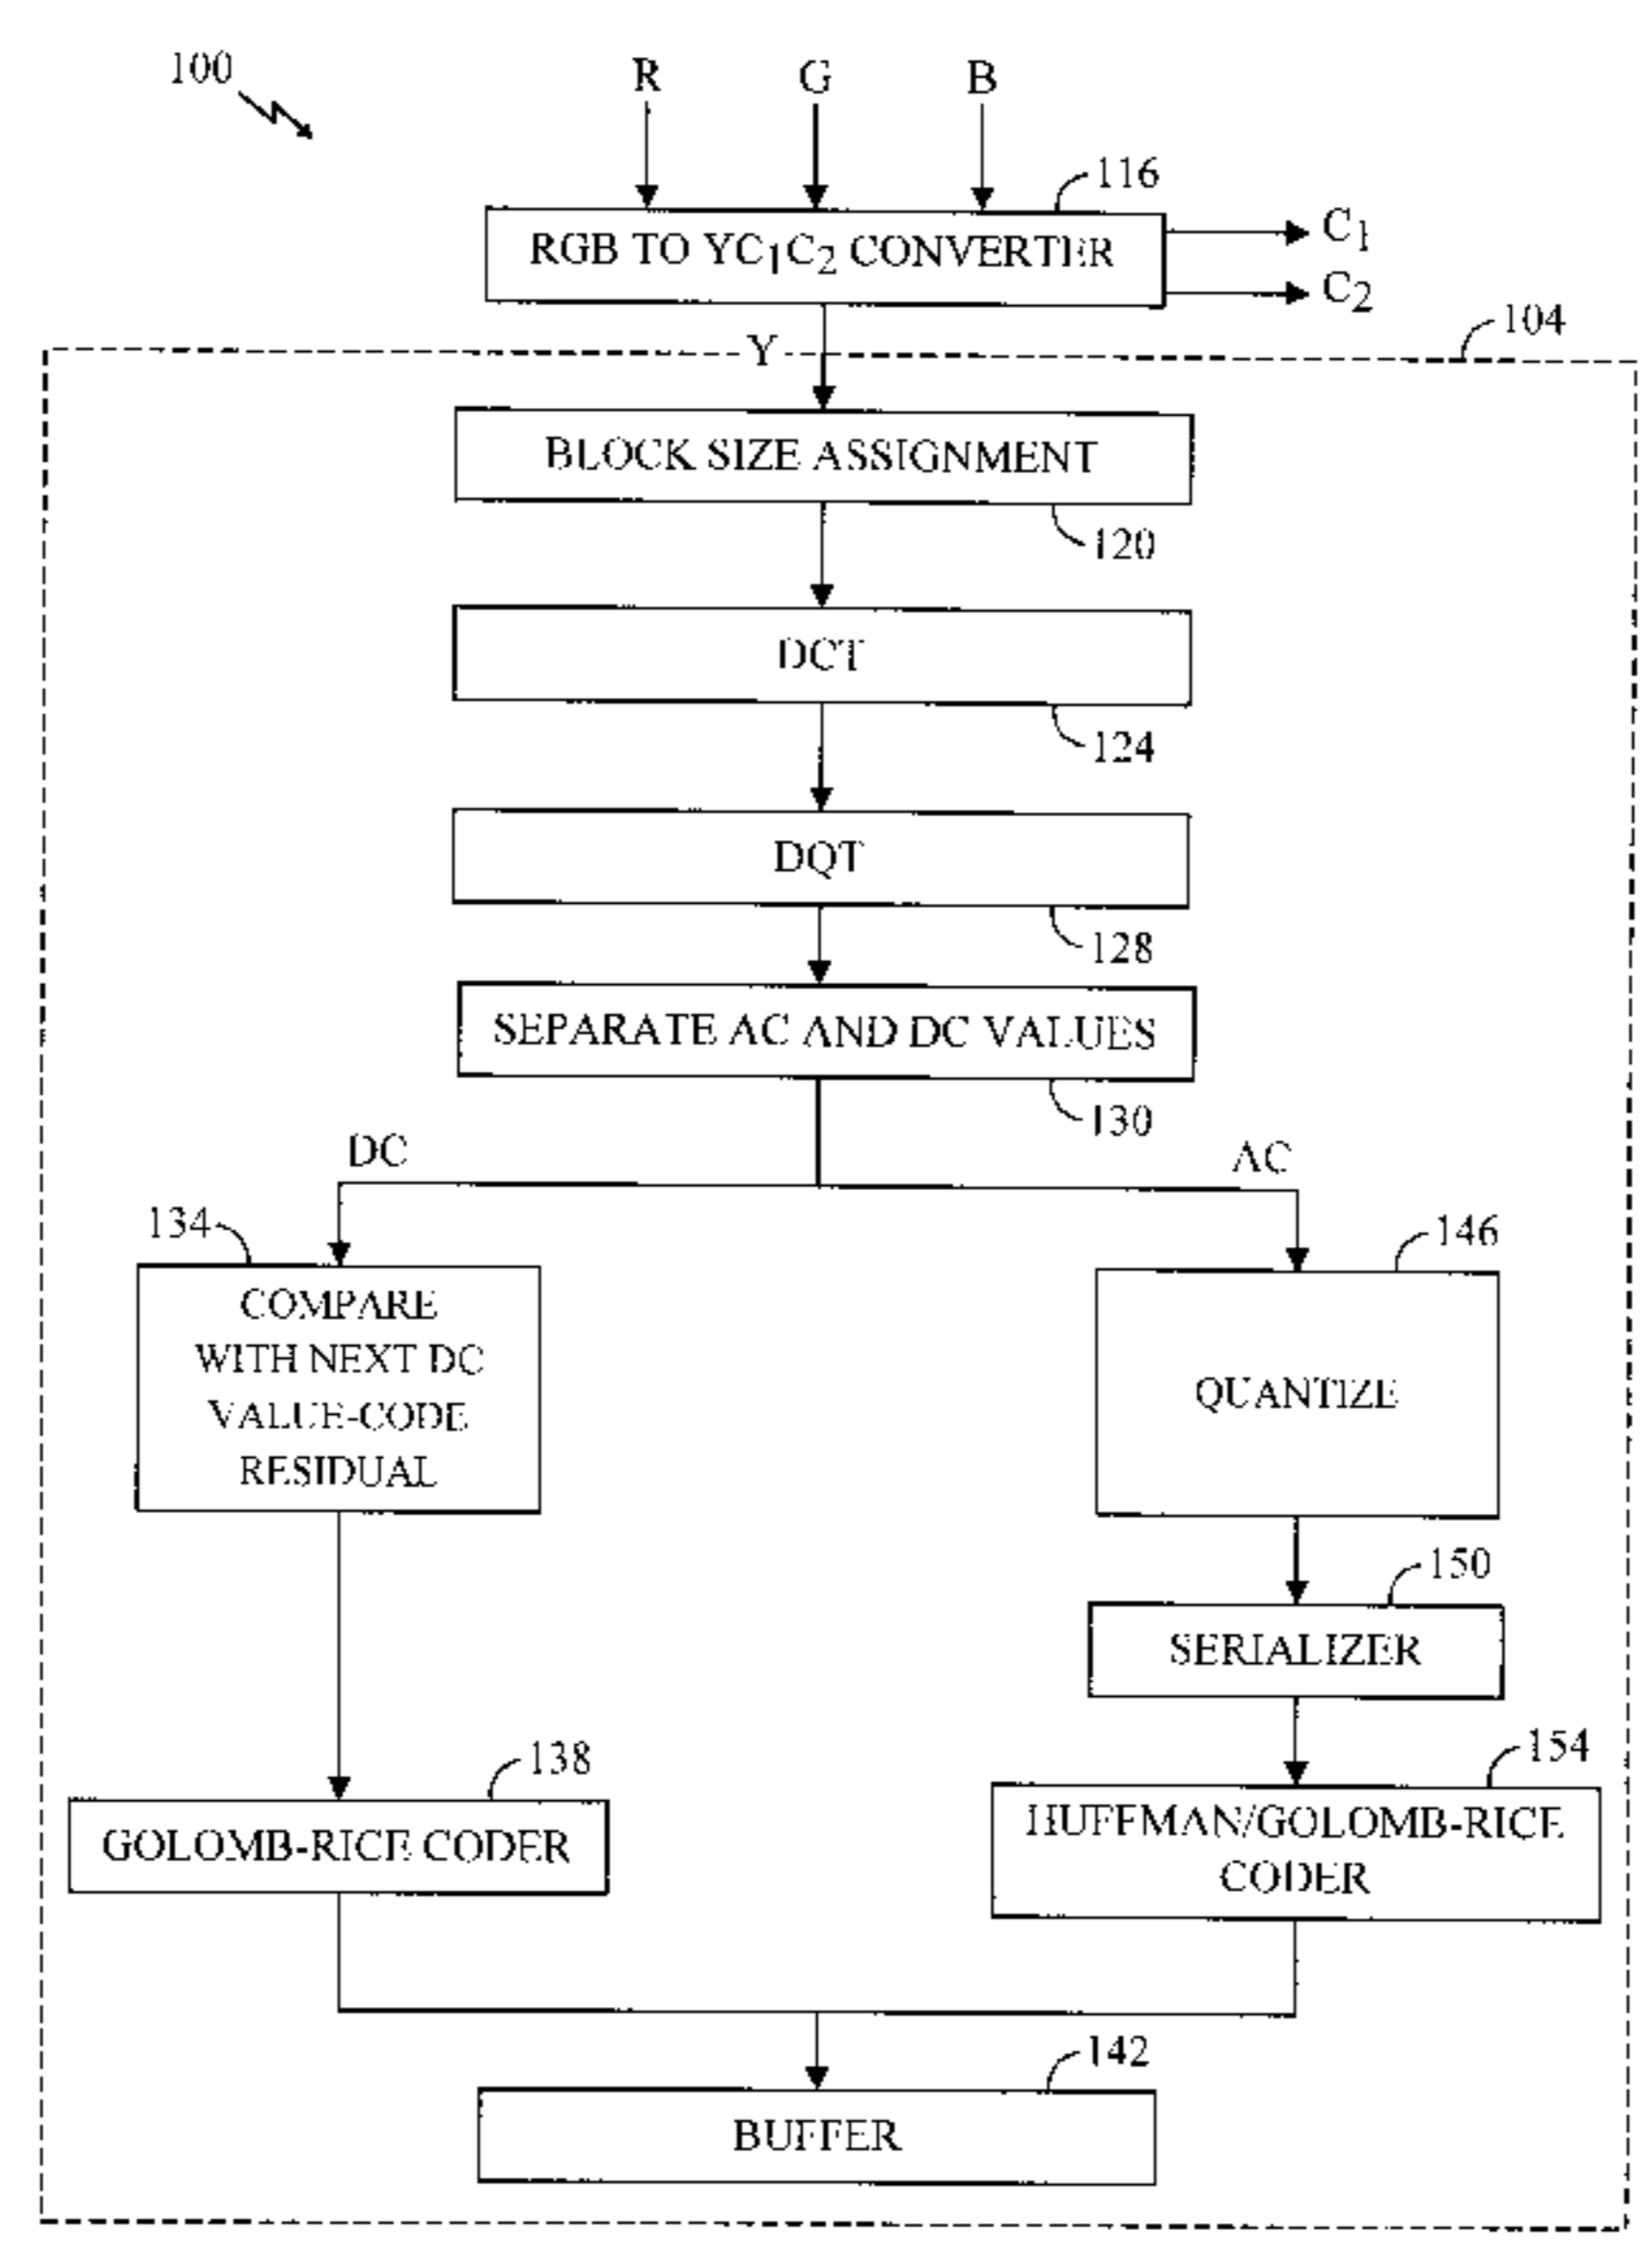 100
R G B
116
RGB TO YC1C2 CONVERTER
C1
C2
104
Y
BLOCK SIZE ASSIGNMENT
120
DCT
124
DQT
128
SEPARATE AC AND DC VALUES
130
DC
AC
134
146
COMPARE
WITH NEXT DC
VALUE-CODE
RESIDUAL
QUANTIZE
150
SERIALIZER
138
154
GOLOMB-RICE CODER
HUFFMAN/GOLOMB-RICE
CODER
142
BUFFER